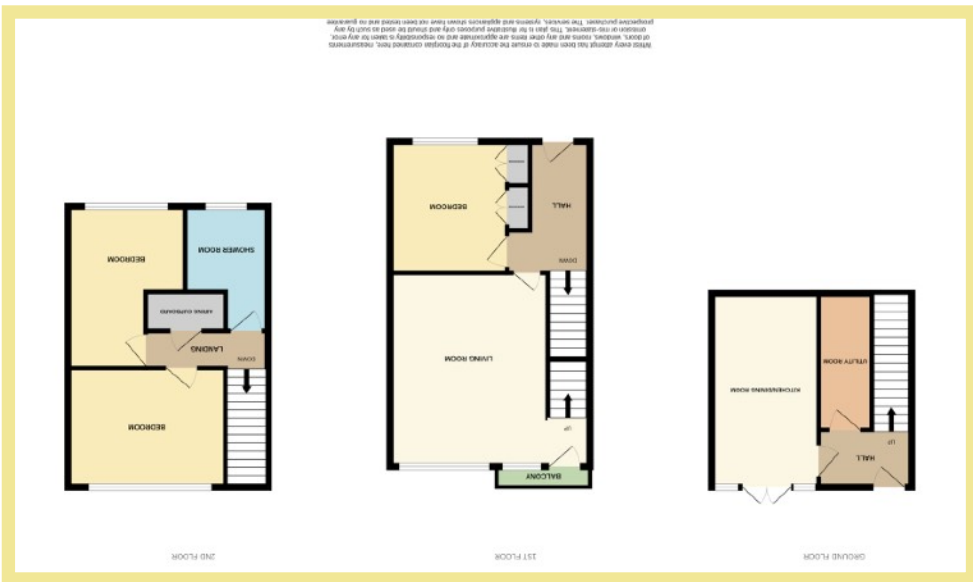 GROUND FLOOR
HALL
UP
UTILITY ROOM
KITCHEN/DINING ROOM
1ST FLOOR
BALCONY
UP
LIVING ROOM
DOWN
HALL
BEDROOM
2ND FLOOR
BEDROOM
DOWN
LANDING
AIRING CUPBOARD
BEDROOM
SHOWER ROOM
Whilst every attempt has been made to ensure the accuracy of the floorplan contained here, measurements
of doors, windows, rooms and any other items are approximate and no responsibility is taken for any error,
omission or mis-statement. This plan is for illustrative purposes only and should be used as such by any
prospective purchaser. The services, systems and appliances shown have not been tested and no guarantee